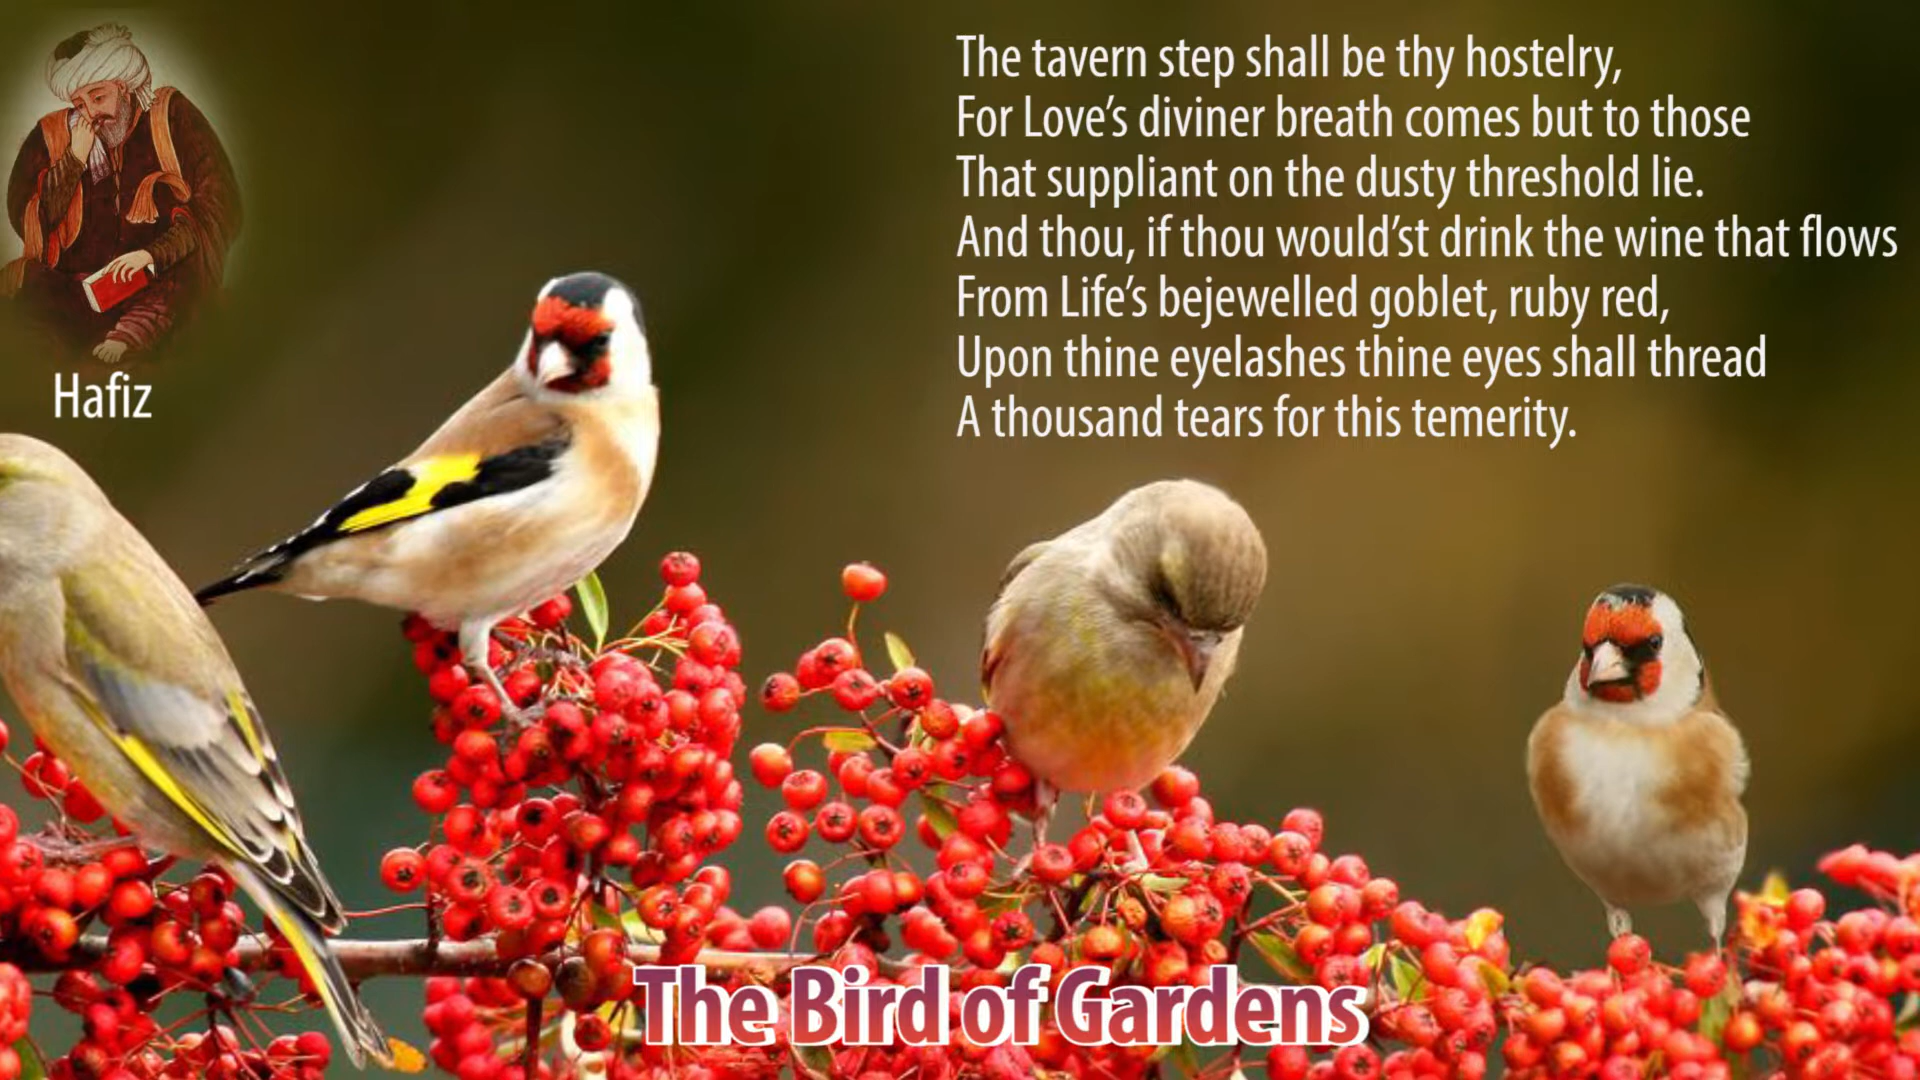 The tavern step shall be thy hostelry,
For Love's diviner breath comes but to those
That suppliant on the dusty threshold lie.
And thou, if thou would'st drink the wine that flows
From Life's bejewelled goblet, ruby red,
Upon thine eyelashes thine eyes shall thread
A thousand tears for this temerity.
Hafiz
The Bird of Gardens